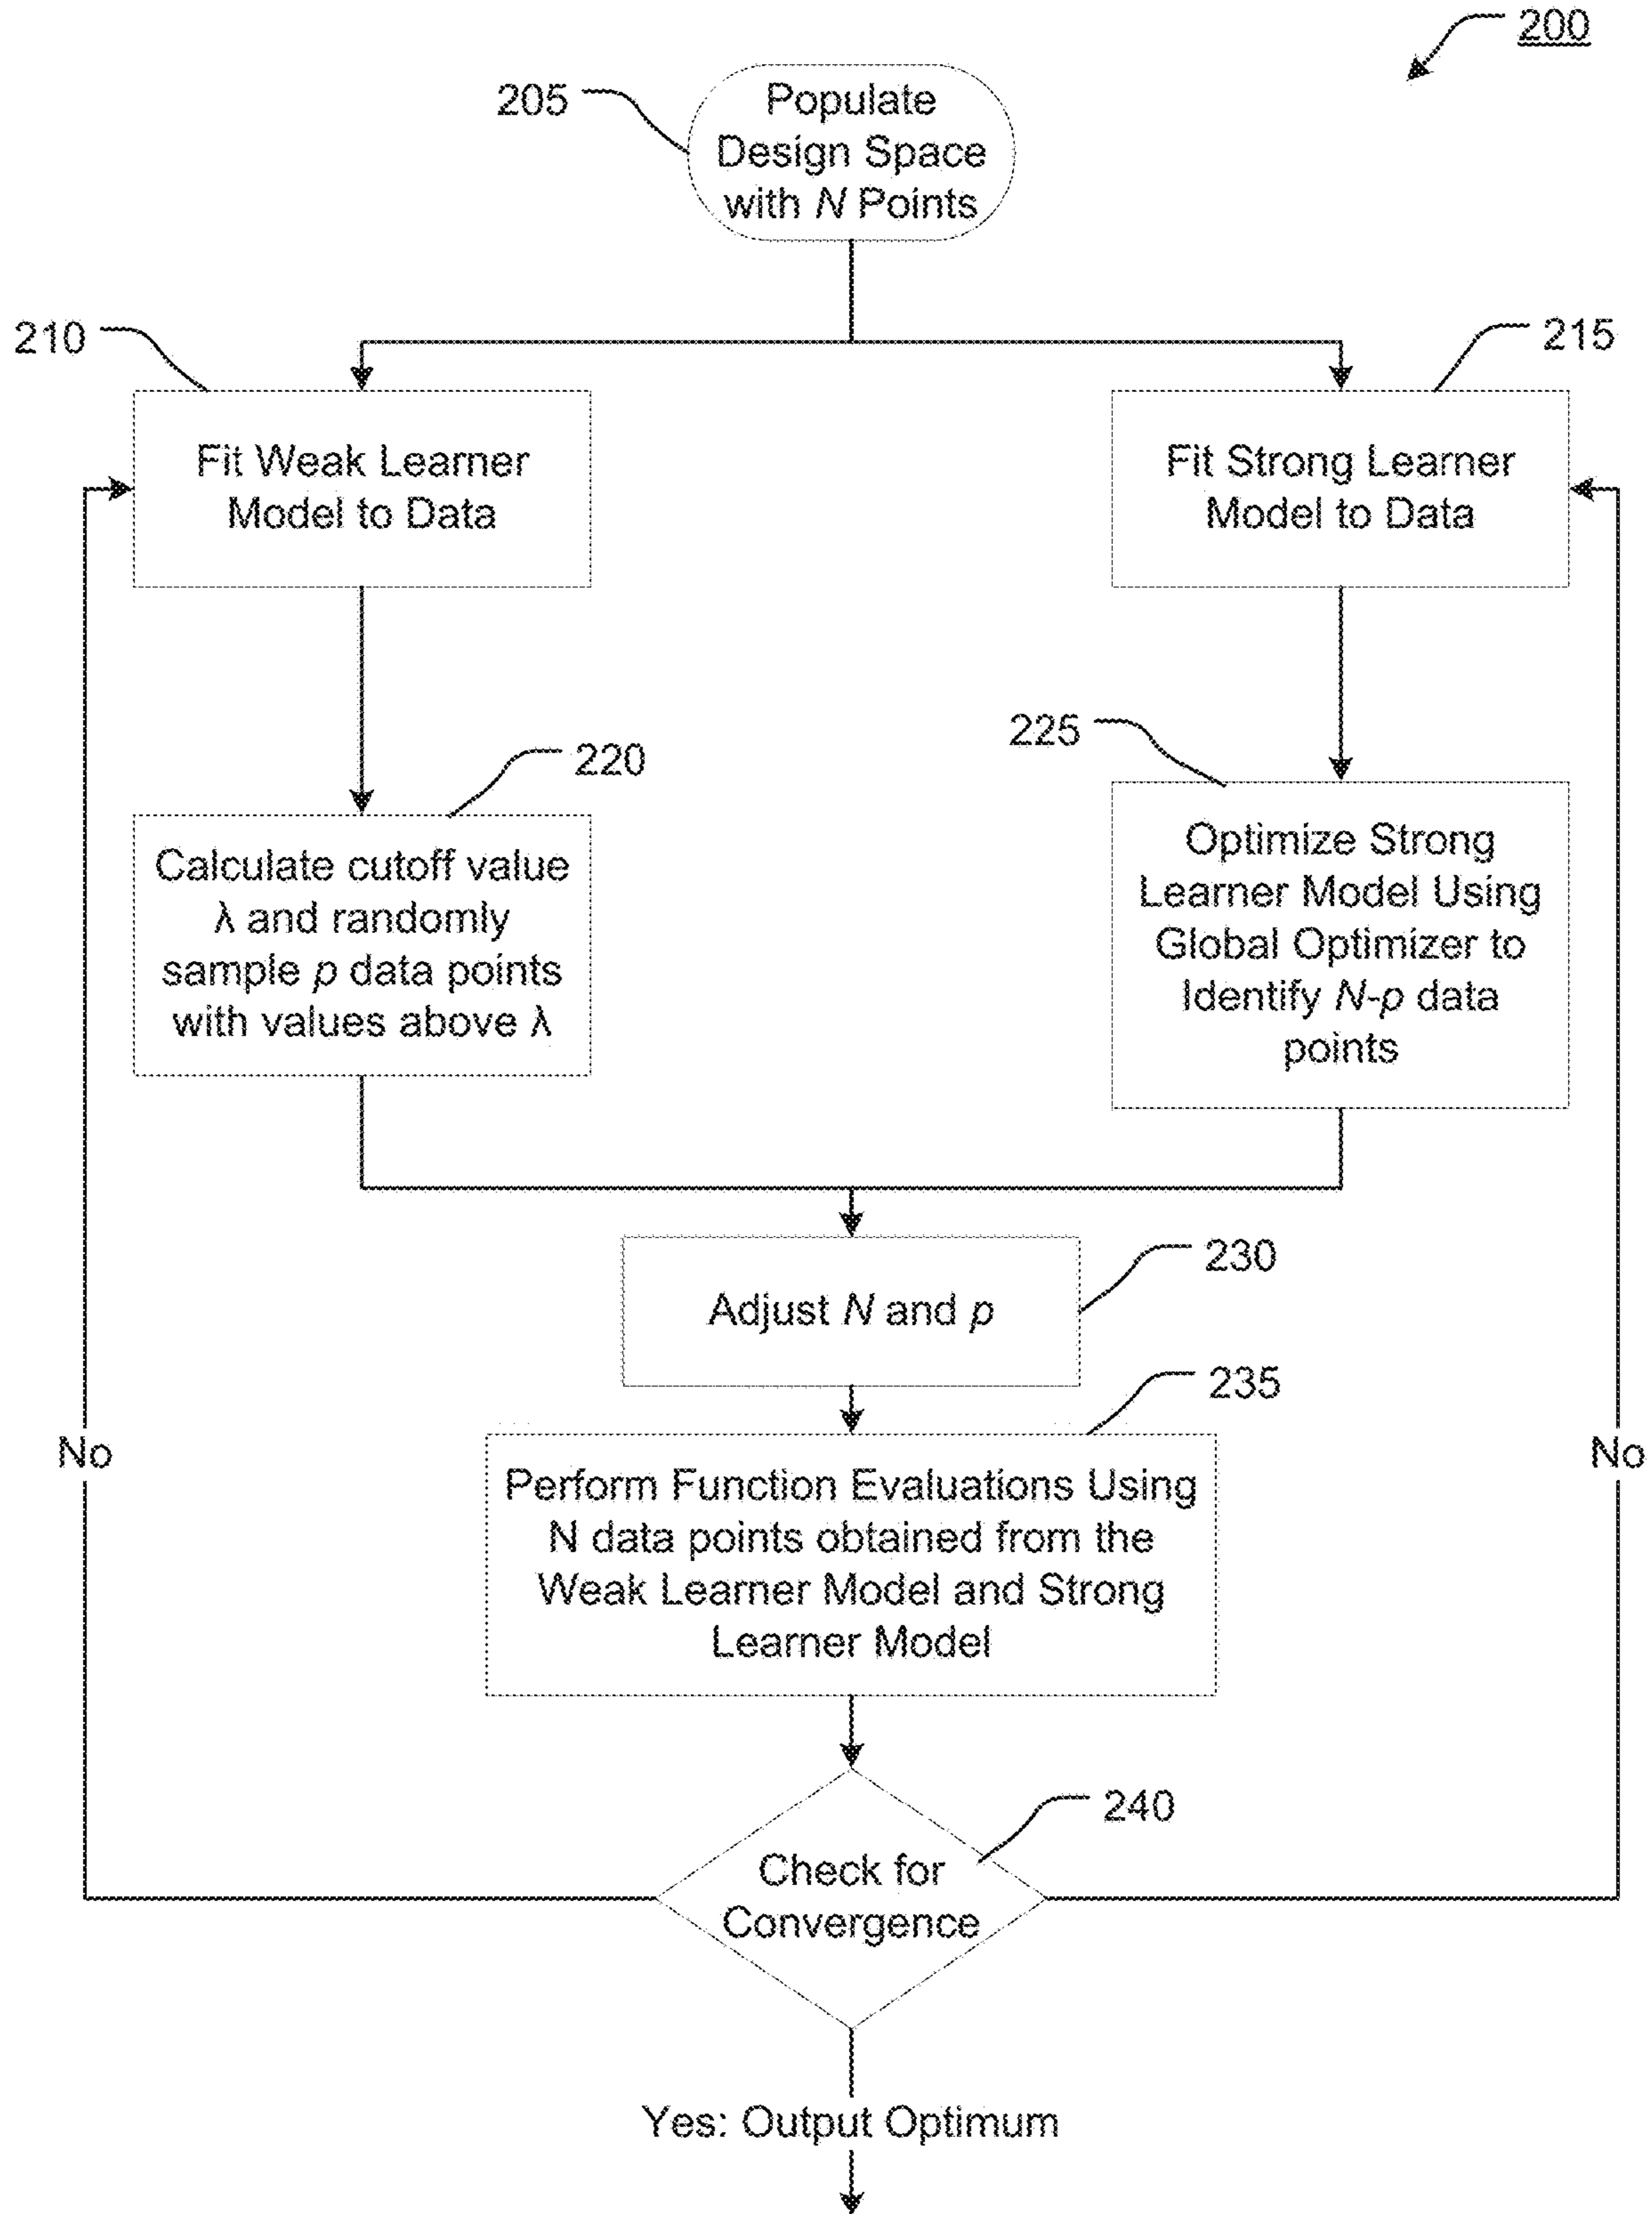 200
205
Populate
Design Space
with N Points
210
215
Fit Weak Learner
Model to Data
Fit Strong Learner
Model to Data
220
225
Calculate cutoff value
λ and randomly
sample p data points
with values above λ
Optimize Strong
Learner Model Using
Global Optimizer to
Identify N-p data
points
230
Adjust N and p
235
Perform Function Evaluations Using
N data points obtained from the
Weak Learner Model and Strong
Learner Model
No
No
240
Check for
Convergence
Yes: Output Optimum